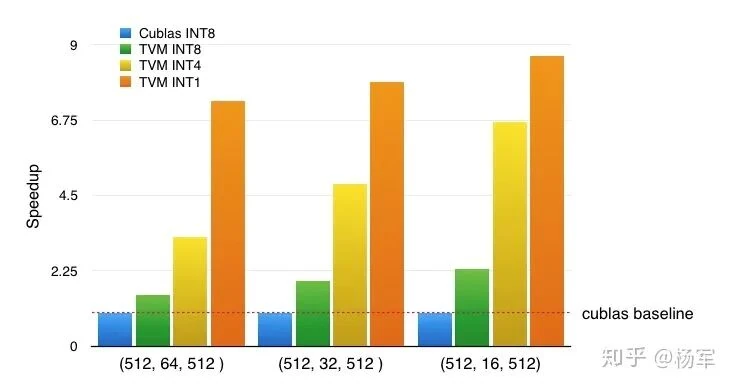 Cublas INT8
TVM INT8
TVM INT4
TVM INT1
9
6.75
4.5
2.25
0
Speedup
cublas baseline
(512, 64, 512 )
(512, 32, 512 )
(512, 16, 512)
知乎 @杨军